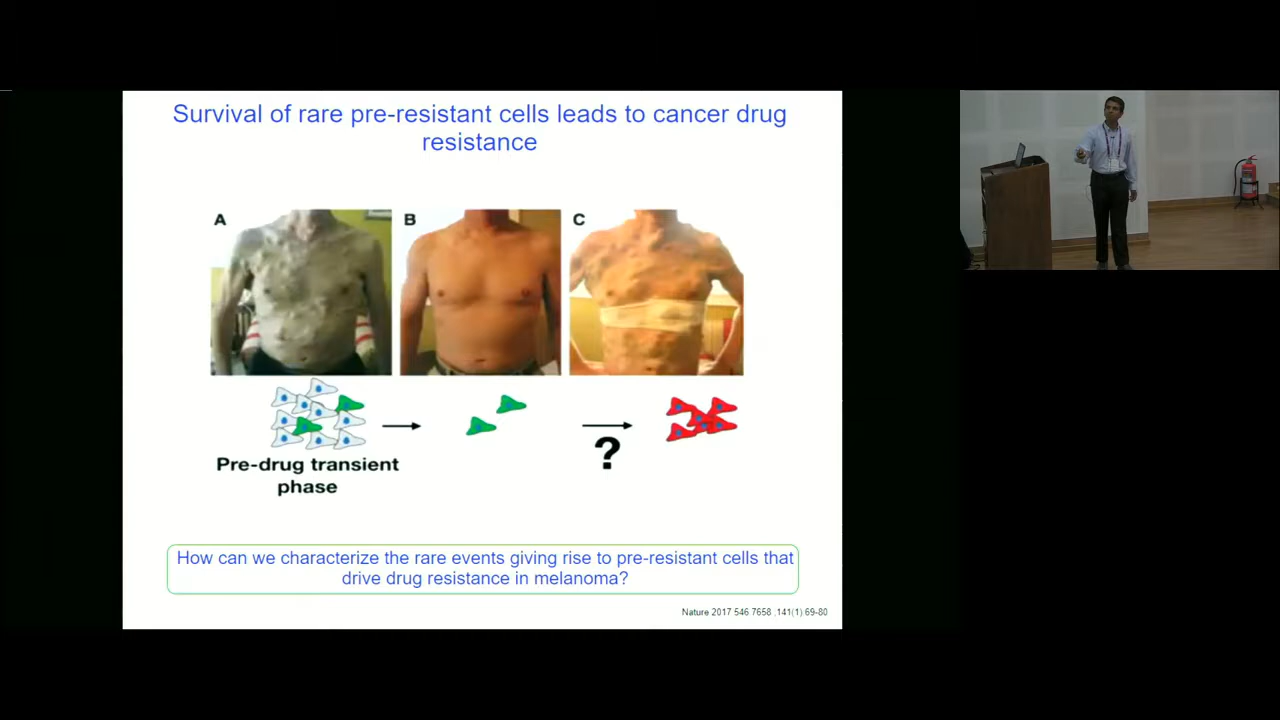 Survival of rare pre-resistant cells leads to cancer drug
resistance
A
B
C
?
Pre-drug transient
phase
How can we characterize the rare events giving rise to pre-resistant cells that
drive drug resistance in melanoma?
Nature 2017 546 7658 ,141(1) 69-80